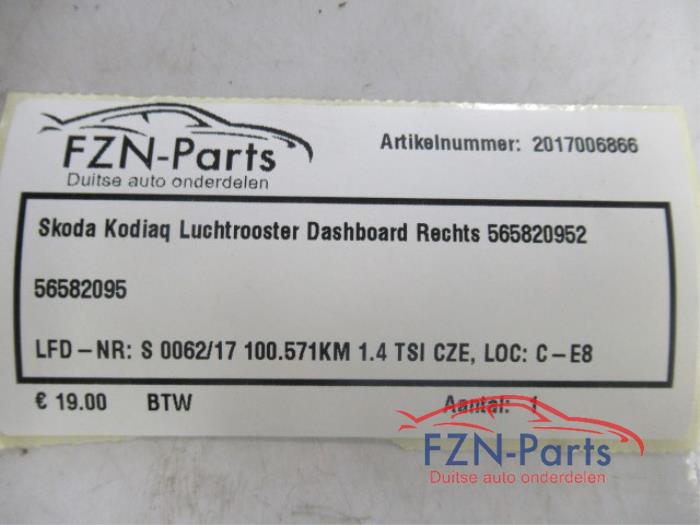 FZN-Parts
Duitse auto onderdelen
Artikelnummer: 2017006866
Skoda Kodiaq Luchtrooster Dashboard Rechts 565820952
56582095
LFD-NR: S 0062/17 100.571KM 1.4 TSI CZE, LOC: C-E8
€ 19.00 BTW Aantal: 1
FZN-Parts
Duitse auto onderdelen